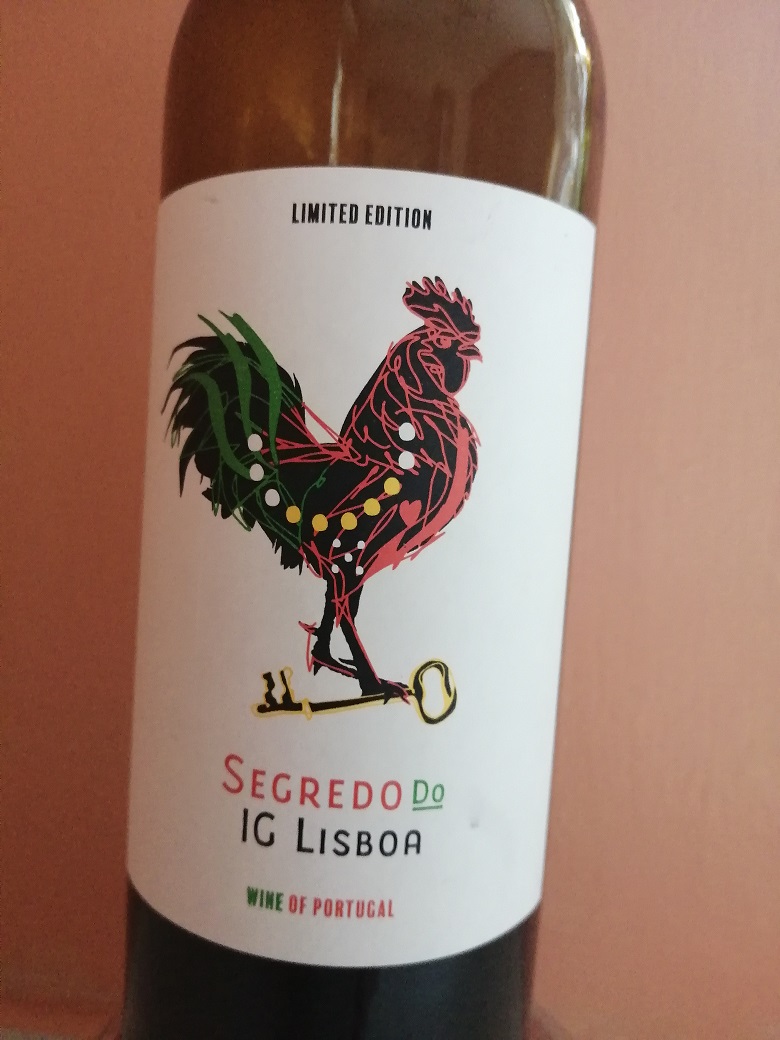 LIMITED EDITION
SEGREDO DO
IG LISBOA
WINE OF PORTUGAL